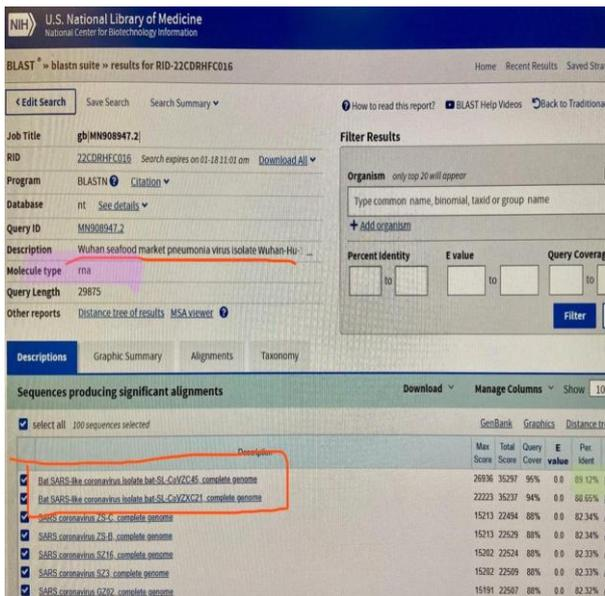 NIH U.S. National Library of Medicine
National Center for Biotechnology Information
BLAST ® » blastn suite » results for RID-22CDRHFC016
Home Recent Results Saved Stra
< Edit Search Save Search Search Summary
How to read this report? BLAST Help Videos Back to Traditiona
Job Title gb|MN908947.2|
RID 22CDRHFC016 Search expires on 01-18 11:01 am Download All
Program BLASTN Citation
Database nt See details
Query ID MN908947.2
Description Wuhan seafood market pneumonia virus isolate Wuhan-Hu- ...
Molecule type rna
Query Length 29875
Other reports Distance tree of results MSA viewer
Filter Results
Organism only top 20 will appear
Type common name, binomial, taxid or group name
+ Add organism
Percent Identity E value Query Coverag
to to to
Filter
Descriptions Graphic Summary Alignments Taxonomy
Sequences producing significant alignments Download Manage Columns Show 10
select all 100 sequences selected GenBank Graphics Distance tr
Description
Max Score Total Score Query Cover E value Per. Ident
Bat SARS-like coronavirus isolate bat-SL-CoVZC45, complete genome 26936 35297 95% 0.0 89.12%
Bat SARS-like coronavirus isolate bat-SL-CoVZXC21, complete genome 22223 35237 94% 0.0 88.65%
SARS coronavirus ZS-C, complete genome 15213 22494 88% 0.0 82.34%
SARS coronavirus ZS-B, complete genome 15213 22529 88% 0.0 82.34%
SARS coronavirus SZ16, complete genome 15202 22524 88% 0.0 82.33%
SARS coronavirus SZ3, complete genome 15202 22509 88% 0.0 82.33%
SARS coronavirus GZ02, complete genome 15191 22507 88% 0.0 82.32%